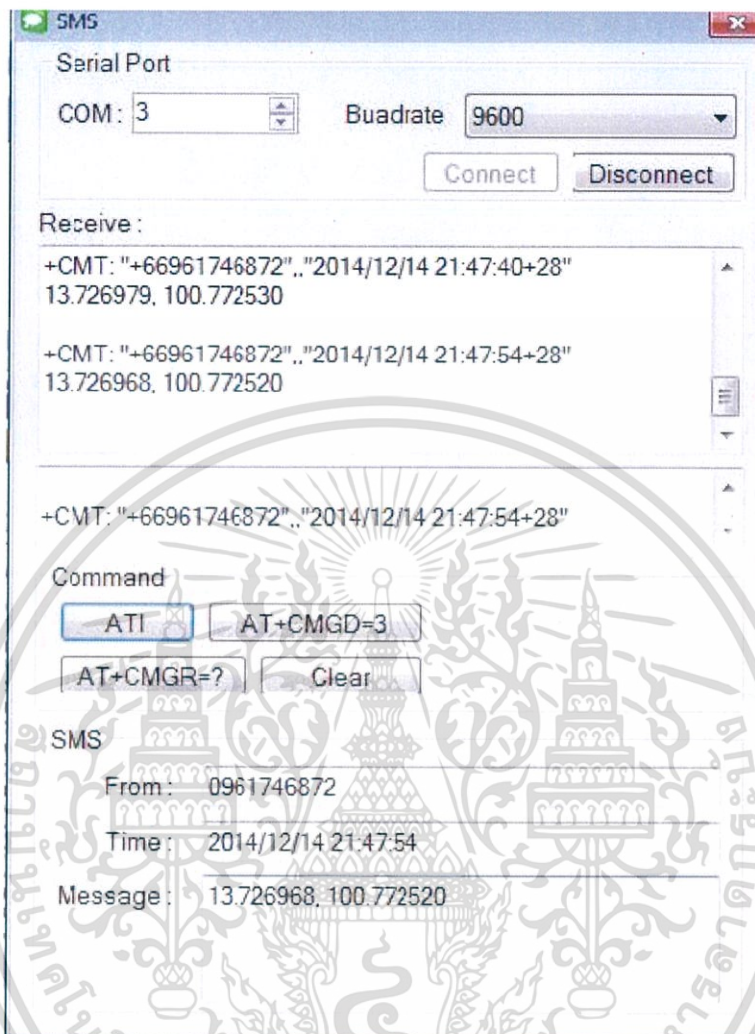 SMS
Serial Port
COM : 3 Buadrate 9600
Connect Disconnect
Receive :
+CMT: "+66961746872",,"2014/12/14 21:47:40+28"
13.726979, 100.772530
+CMT: "+66961746872",,"2014/12/14 21:47:54+28"
13.726968, 100.772520
+CMT: "+66961746872",,"2014/12/14 21:47:54+28"
Command
ATI AT+CMGD=3
AT+CMGR=? Clear
SMS
From : 0961746872
Time : 2014/12/14 21:47:54
Message : 13.726968, 100.772520